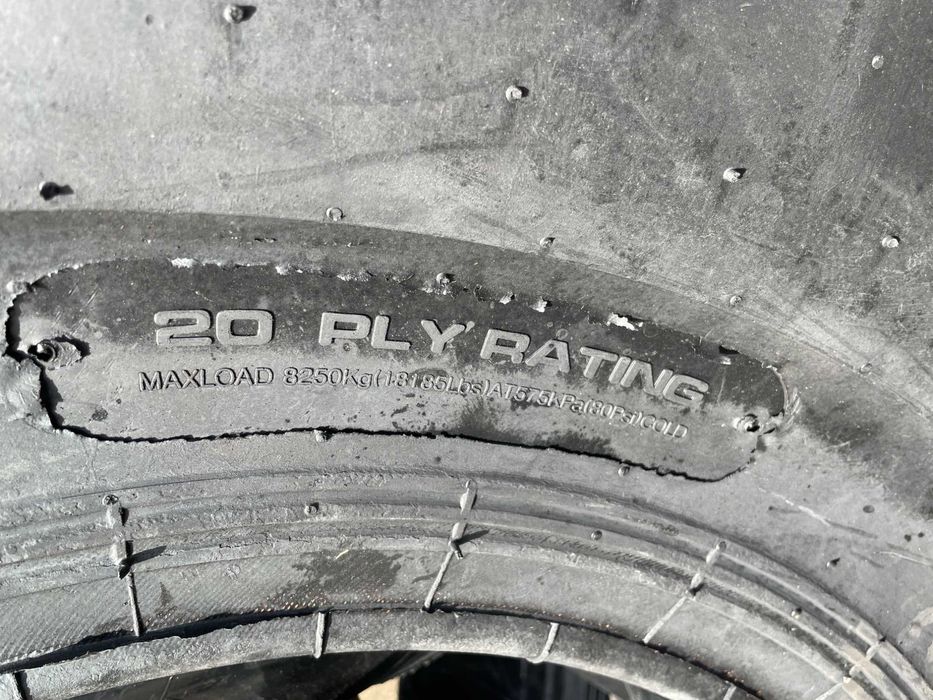 20 PLY RATING
MAXLOAD 8250Kg(18185Lbs)AT575kPa(80Psi)COLD